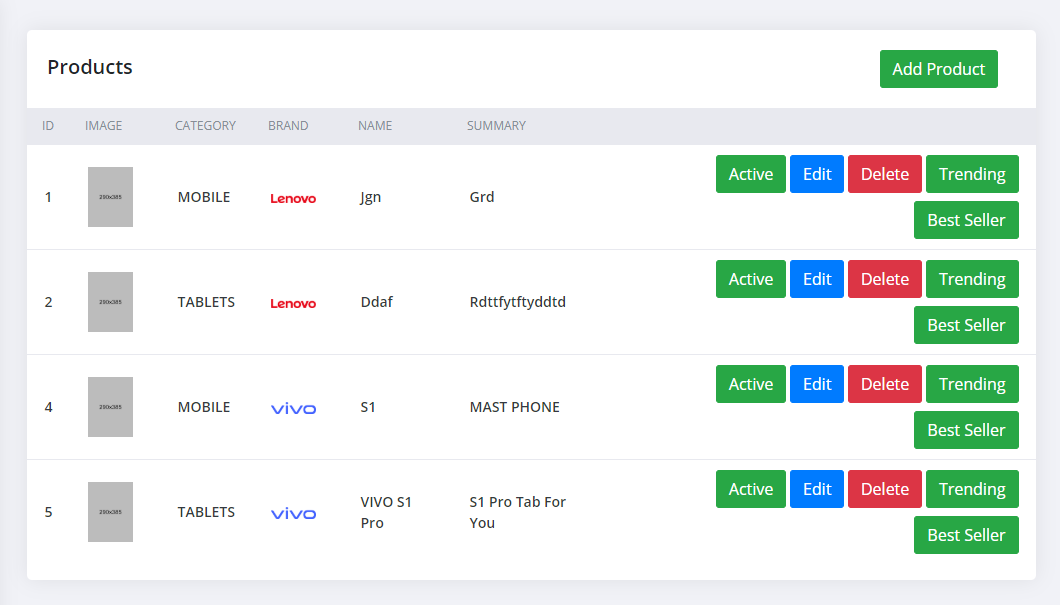 Products
Add Product
ID IMAGE CATEGORY BRAND NAME SUMMARY
Active Edit Delete Trending
1 290x385 MOBILE Lenovo Jgn Grd
Best Seller
Active Edit Delete Trending
2 290x385 TABLETS Lenovo Ddaf Rdttfytftyddtd
Best Seller
Active Edit Delete Trending
4 290x385 MOBILE vivo S1 MAST PHONE
Best Seller
Active Edit Delete Trending
5 290x385 TABLETS vivo VIVO S1 S1 Pro Tab For
Pro You
Best Seller